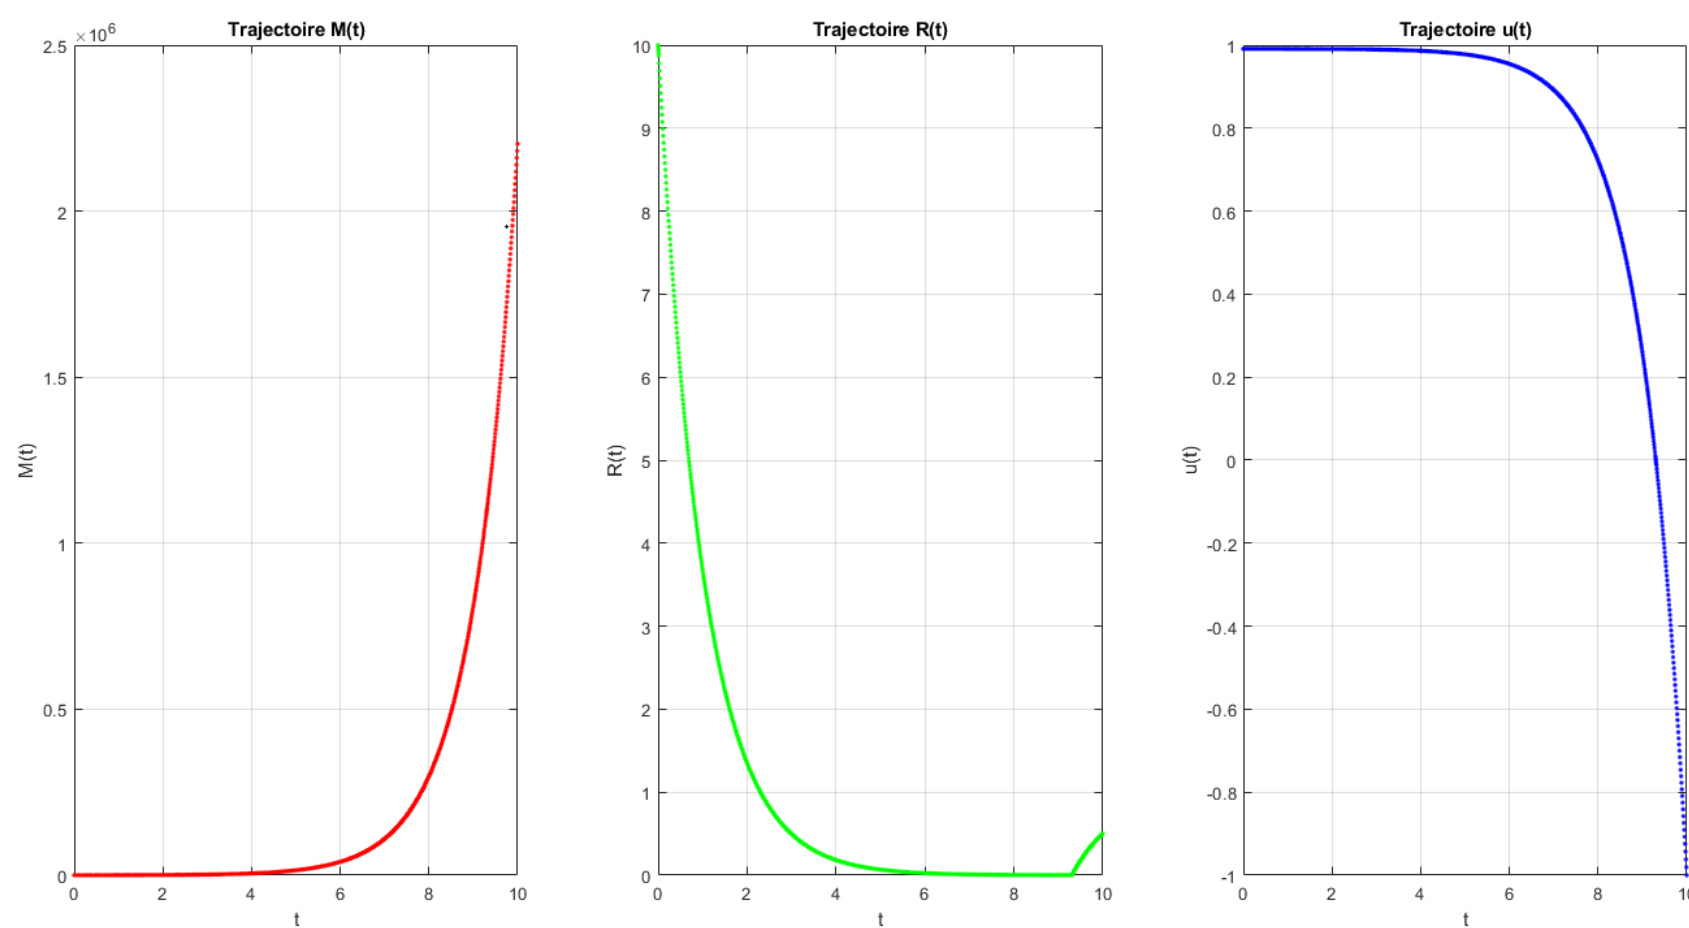 Trajectoire M(t)
×10⁶
2.5
2
1.5
1
0.5
0
M(t)
0 2 4 6 8 10
t
Trajectoire R(t)
10
9
8
7
6
5
4
3
2
1
0
R(t)
0 2 4 6 8 10
t
Trajectoire u(t)
1
0.8
0.6
0.4
0.2
0
-0.2
-0.4
-0.6
-0.8
-1
u(t)
0 2 4 6 8 10
t